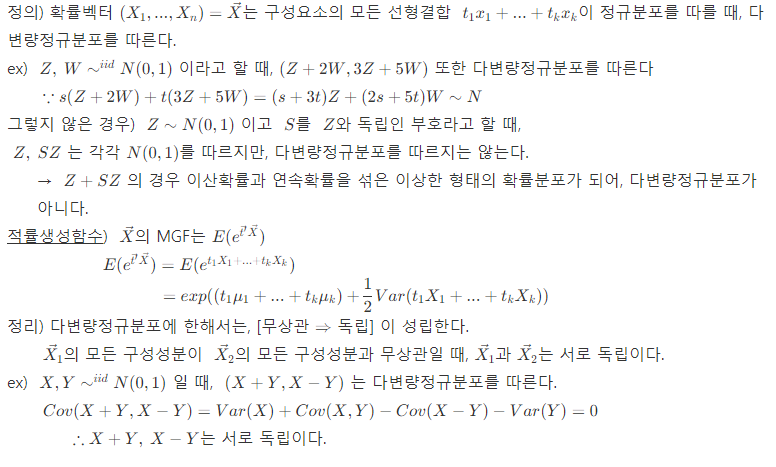 정의) 확률벡터 $(X_1,...,X_n)=\vec{X}$는 구성요소의 모든 선형결합 $t_1x_1+...+t_kx_k$이 정규분포를 따를 때, 다
변량정규분포를 따른다.
ex) $Z,\ W \sim^{iid} N(0,1)$ 이라고 할 때, $(Z+2W, 3Z+5W)$ 또한 다변량정규분포를 따른다
$\because s(Z+2W)+t(3Z+5W)=(s+3t)Z+(2s+5t)W \sim N$
그렇지 않은 경우) $Z \sim N(0,1)$ 이고 $S$를 $Z$와 독립인 부호라고 할 때,
$Z,\ SZ$ 는 각각 $N(0,1)$를 따르지만, 다변량정규분포를 따르지는 않는다.
→ $Z+SZ$ 의 경우 이산확률과 연속확률을 섞은 이상한 형태의 확률분포가 되어, 다변량정규분포가
아니다.
적률생성함수) $\vec{X}$의 MGF는 $E(e^{\vec{t}'\vec{X}})$
$E(e^{\vec{t}'\vec{X}})=E(e^{t_1X_1+...+t_kX_k})$
$=exp((t_1\mu_1+...+t_k\mu_k)+\frac{1}{2}Var(t_1X_1+...+t_kX_k))$
정리) 다변량정규분포에 한해서는, [무상관 ⇒ 독립] 이 성립한다.
$\vec{X}_1$의 모든 구성성분이 $\vec{X}_2$의 모든 구성성분과 무상관일 때, $\vec{X}_1$과 $\vec{X}_2$는 서로 독립이다.
ex) $X,Y \sim^{iid} N(0,1)$ 일 때, $(X+Y, X-Y)$ 는 다변량정규분포를 따른다.
$Cov(X+Y,X-Y)=Var(X)+Cov(X,Y)-Cov(X-Y)-Var(Y)=0$
$\therefore X+Y,\ X-Y$는 서로 독립이다.